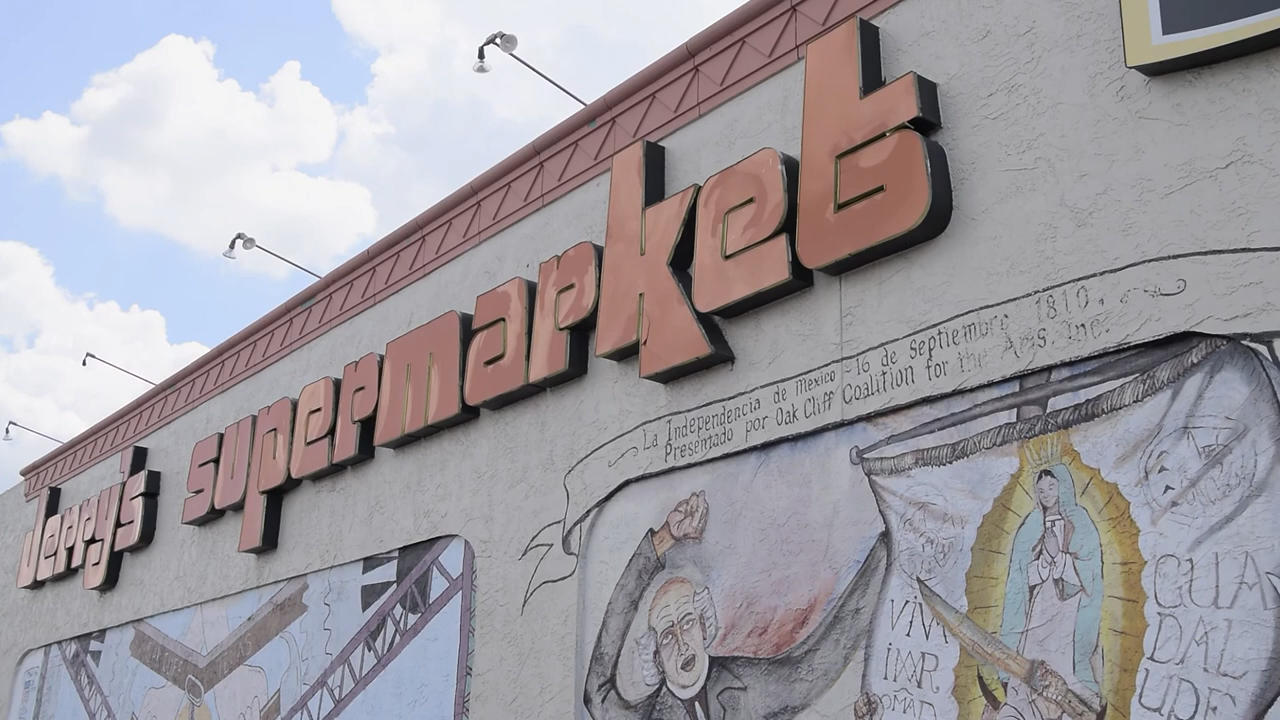 Jerry's supermarket
La Independencia de Mexico -16 de septiembre 1810.
Presentado por Oak Cliff Coalition for the Arts, Inc.
VIVA
GUA
DAL
UDE